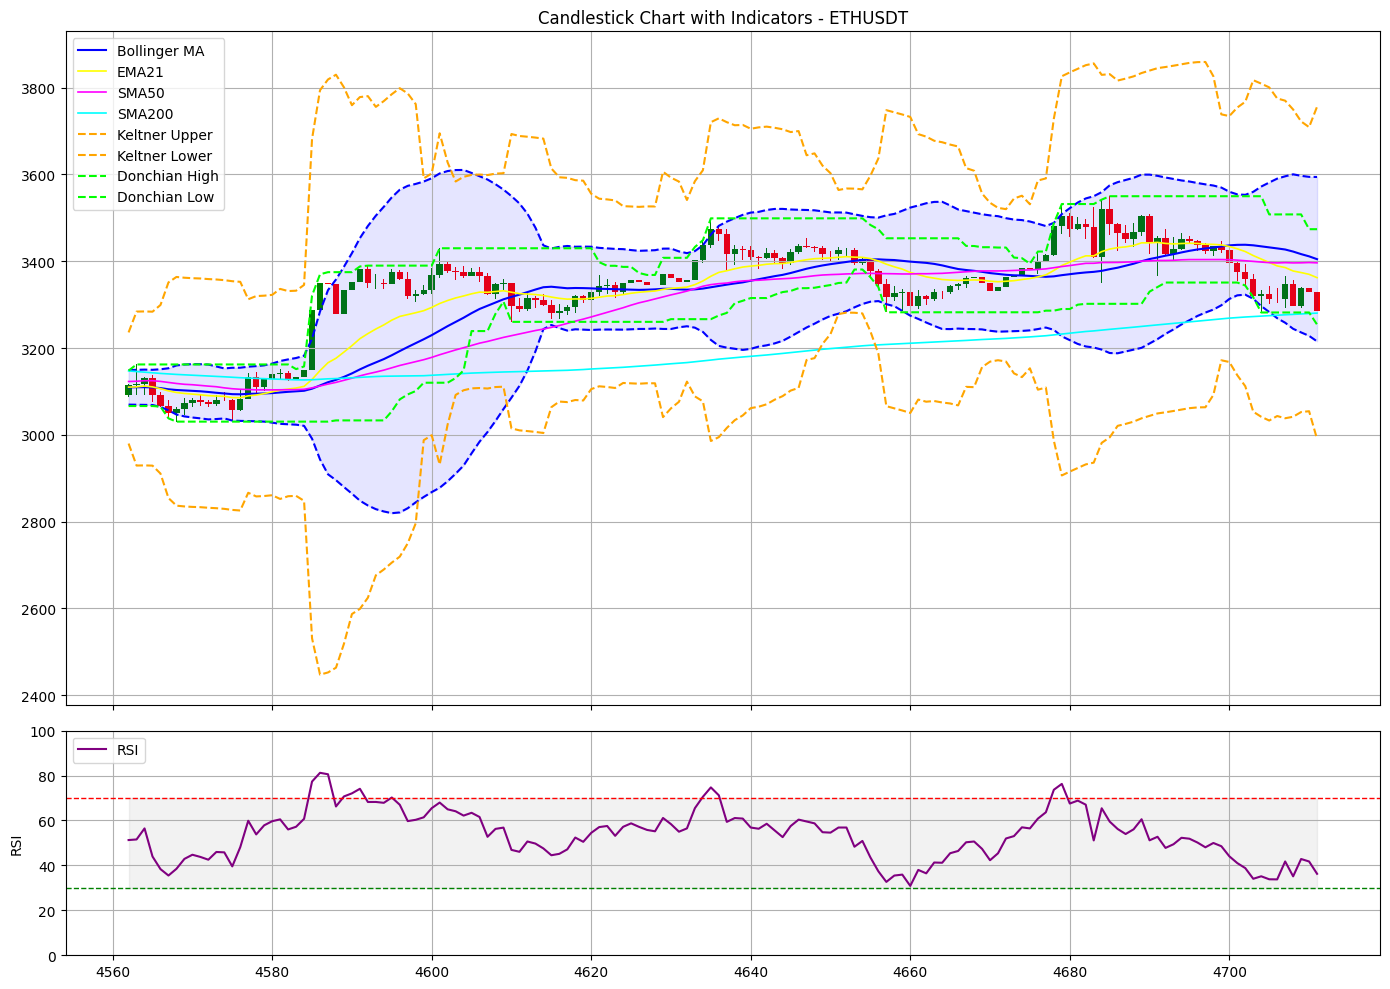 Candlestick Chart with Indicators - ETHUSDT
Bollinger MA
EMA21
SMA50
SMA200
Keltner Upper
Keltner Lower
Donchian High
Donchian Low
3800
3600
3400
3200
3000
2800
2600
2400
RSI
RSI
100
80
60
40
20
0
4560 4580 4600 4620 4640 4660 4680 4700